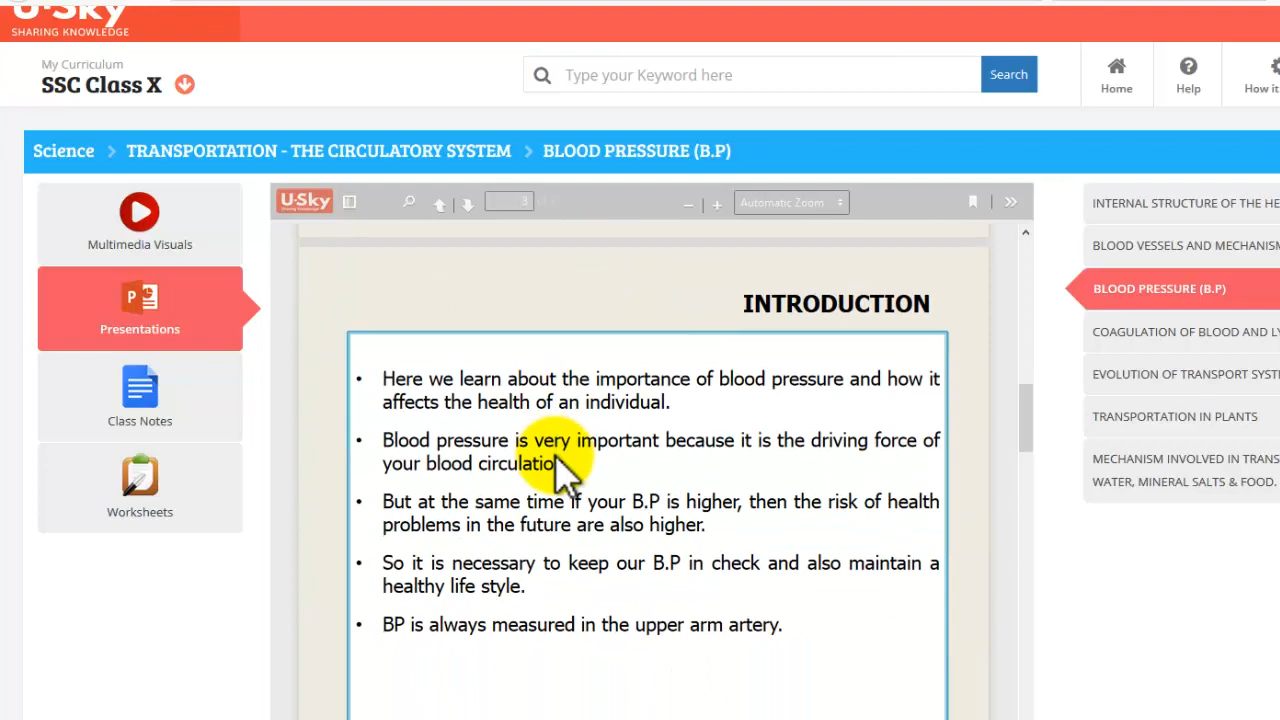 U-Sky
SHARING KNOWLEDGE
My Curriculum
SSC Class X
Type your Keyword here
Search
Home
Help
How it
Science
TRANSPORTATION - THE CIRCULATORY SYSTEM
BLOOD PRESSURE (B.P)
Multimedia Visuals
Presentations
Class Notes
Worksheets
U-Sky
Sharing Knowledge
3
Automatic Zoom
INTRODUCTION
• Here we learn about the importance of blood pressure and how it
affects the health of an individual.
• Blood pressure is very important because it is the driving force of
your blood circulatio
• But at the same time if your B.P is higher, then the risk of health
problems in the future are also higher.
• So it is necessary to keep our B.P in check and also maintain a
healthy life style.
• BP is always measured in the upper arm artery.
INTERNAL STRUCTURE OF THE HE
BLOOD VESSELS AND MECHANISM
BLOOD PRESSURE (B.P)
COAGULATION OF BLOOD AND LY
EVOLUTION OF TRANSPORT SYSTE
TRANSPORTATION IN PLANTS
MECHANISM INVOLVED IN TRANS
WATER, MINERAL SALTS & FOOD.